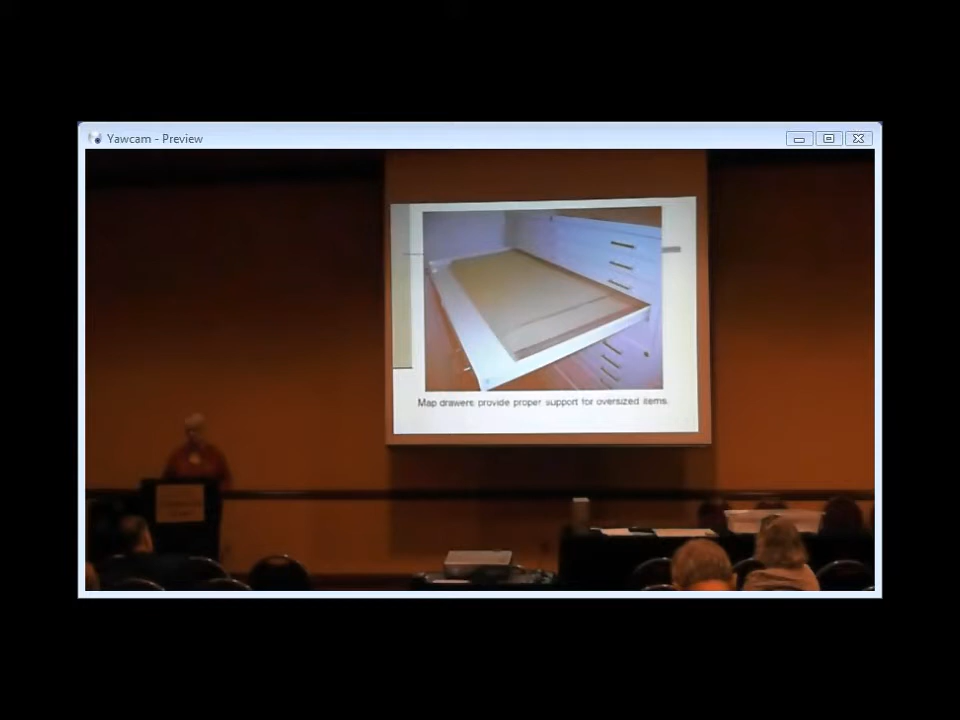 Yawcam - Preview
Map drawers provide proper support for oversized items.